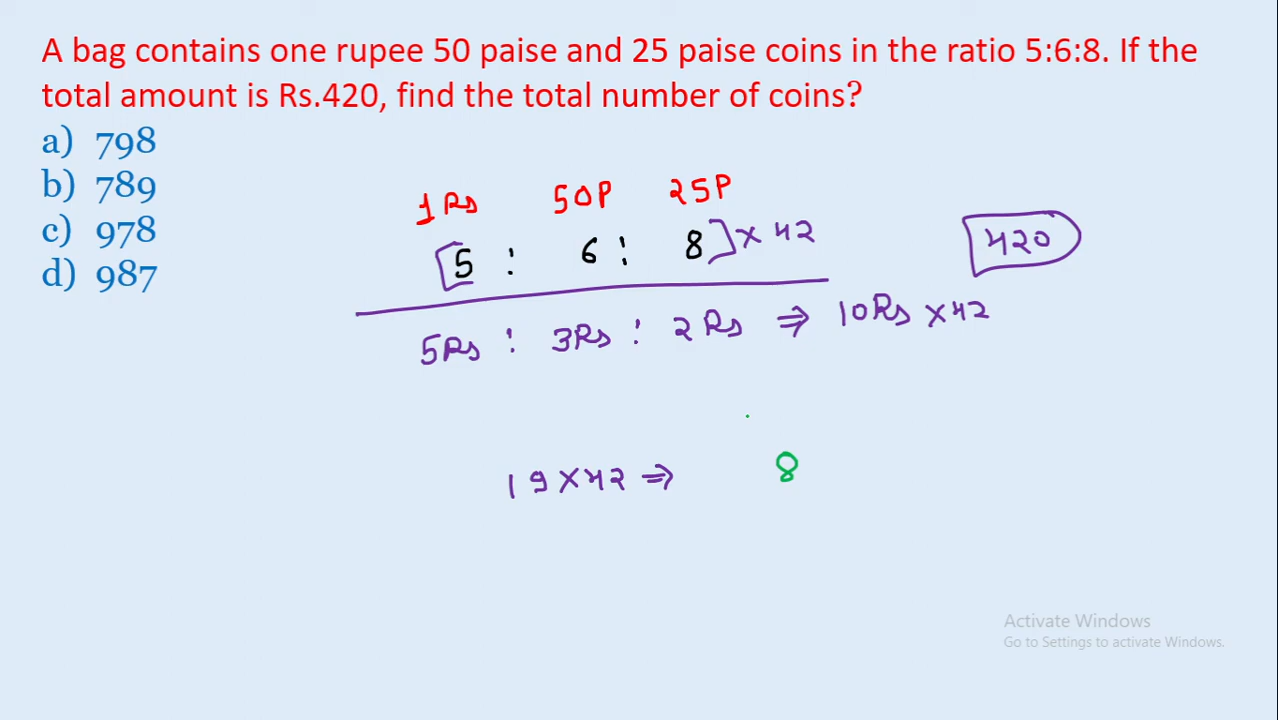 A bag contains one rupee 50 paise and 25 paise coins in the ratio 5:6:8. If the
total amount is Rs.420, find the total number of coins?
a) 798
b) 789
c) 978
d) 987
1Rs 50P 25P
[5 : 6 : 8] × 42
420
5Rs : 3Rs : 2Rs ⇒ 10Rs × 42
19 × 42 ⇒ 8
Activate Windows
Go to Settings to activate Windows.